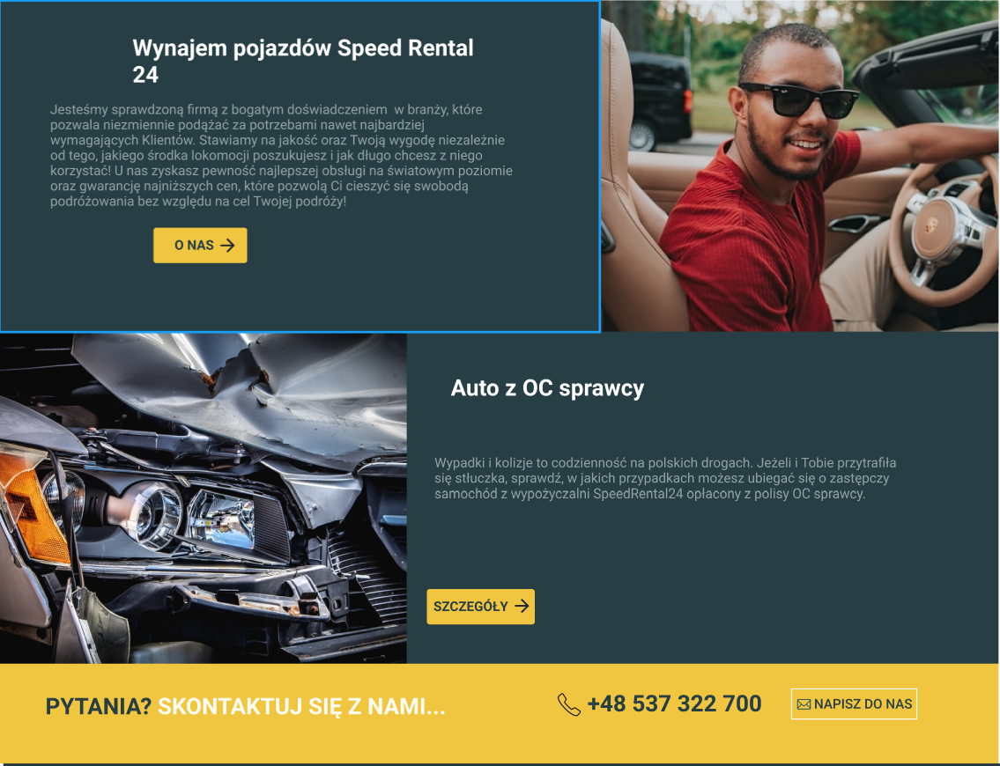 Wynajem pojazdów Speed Rental
24
Jesteśmy sprawdzoną firmą z bogatym doświadczeniem  w branży, które
pozwala niezmiennie podążać za potrzebami nawet najbardziej
wymagających Klientów. Stawiamy na jakość oraz Twoją wygodę niezależnie
od tego, jakiego środka lokomocji poszukujesz i jak długo chcesz z niego
korzystać! U nas zyskasz pewność najlepszej obsługi na światowym poziomie
oraz gwarancję najniższych cen, które pozwolą Ci cieszyć się swobodą
podróżowania bez względu na cel Twojej podróży!
O NAS
Auto z OC sprawcy
Wypadki i kolizje to codzienność na polskich drogach. Jeżeli i Tobie przytrafiła
się stłuczka, sprawdź, w jakich przypadkach możesz ubiegać się o zastępczy
samochód z wypożyczalni SpeedRental24 opłacony z polisy OC sprawcy.
SZCZEGÓŁY
PYTANIA? SKONTAKTUJ SIĘ Z NAMI...
+48 537 322 700
NAPISZ DO NAS